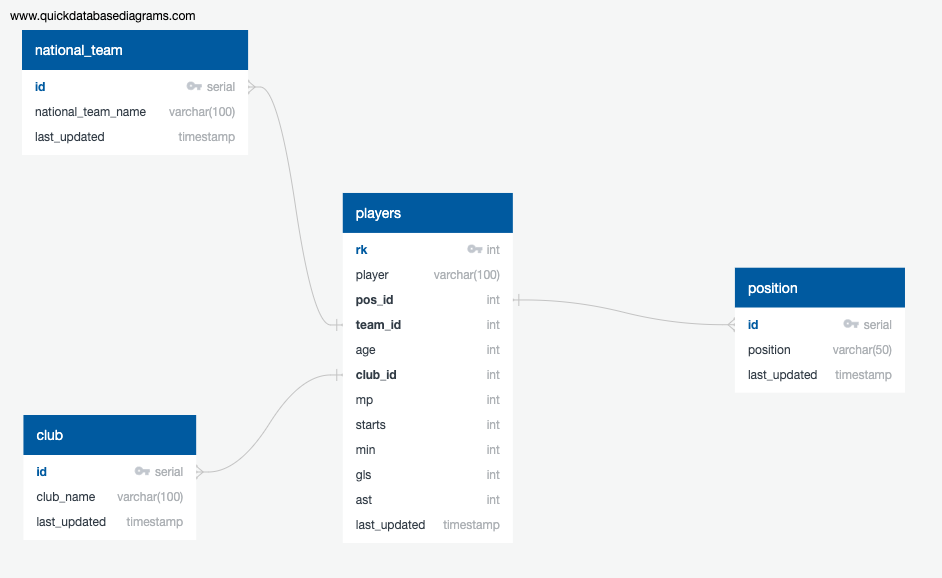 www.quickdatabasediagrams.com
national_team
id serial
national_team_name varchar(100)
last_updated timestamp
players
rk int
player varchar(100)
pos_id int
team_id int
age int
club_id int
mp int
starts int
min int
gls int
ast int
last_updated timestamp
position
id serial
position varchar(50)
last_updated timestamp
club
id serial
club_name varchar(100)
last_updated timestamp